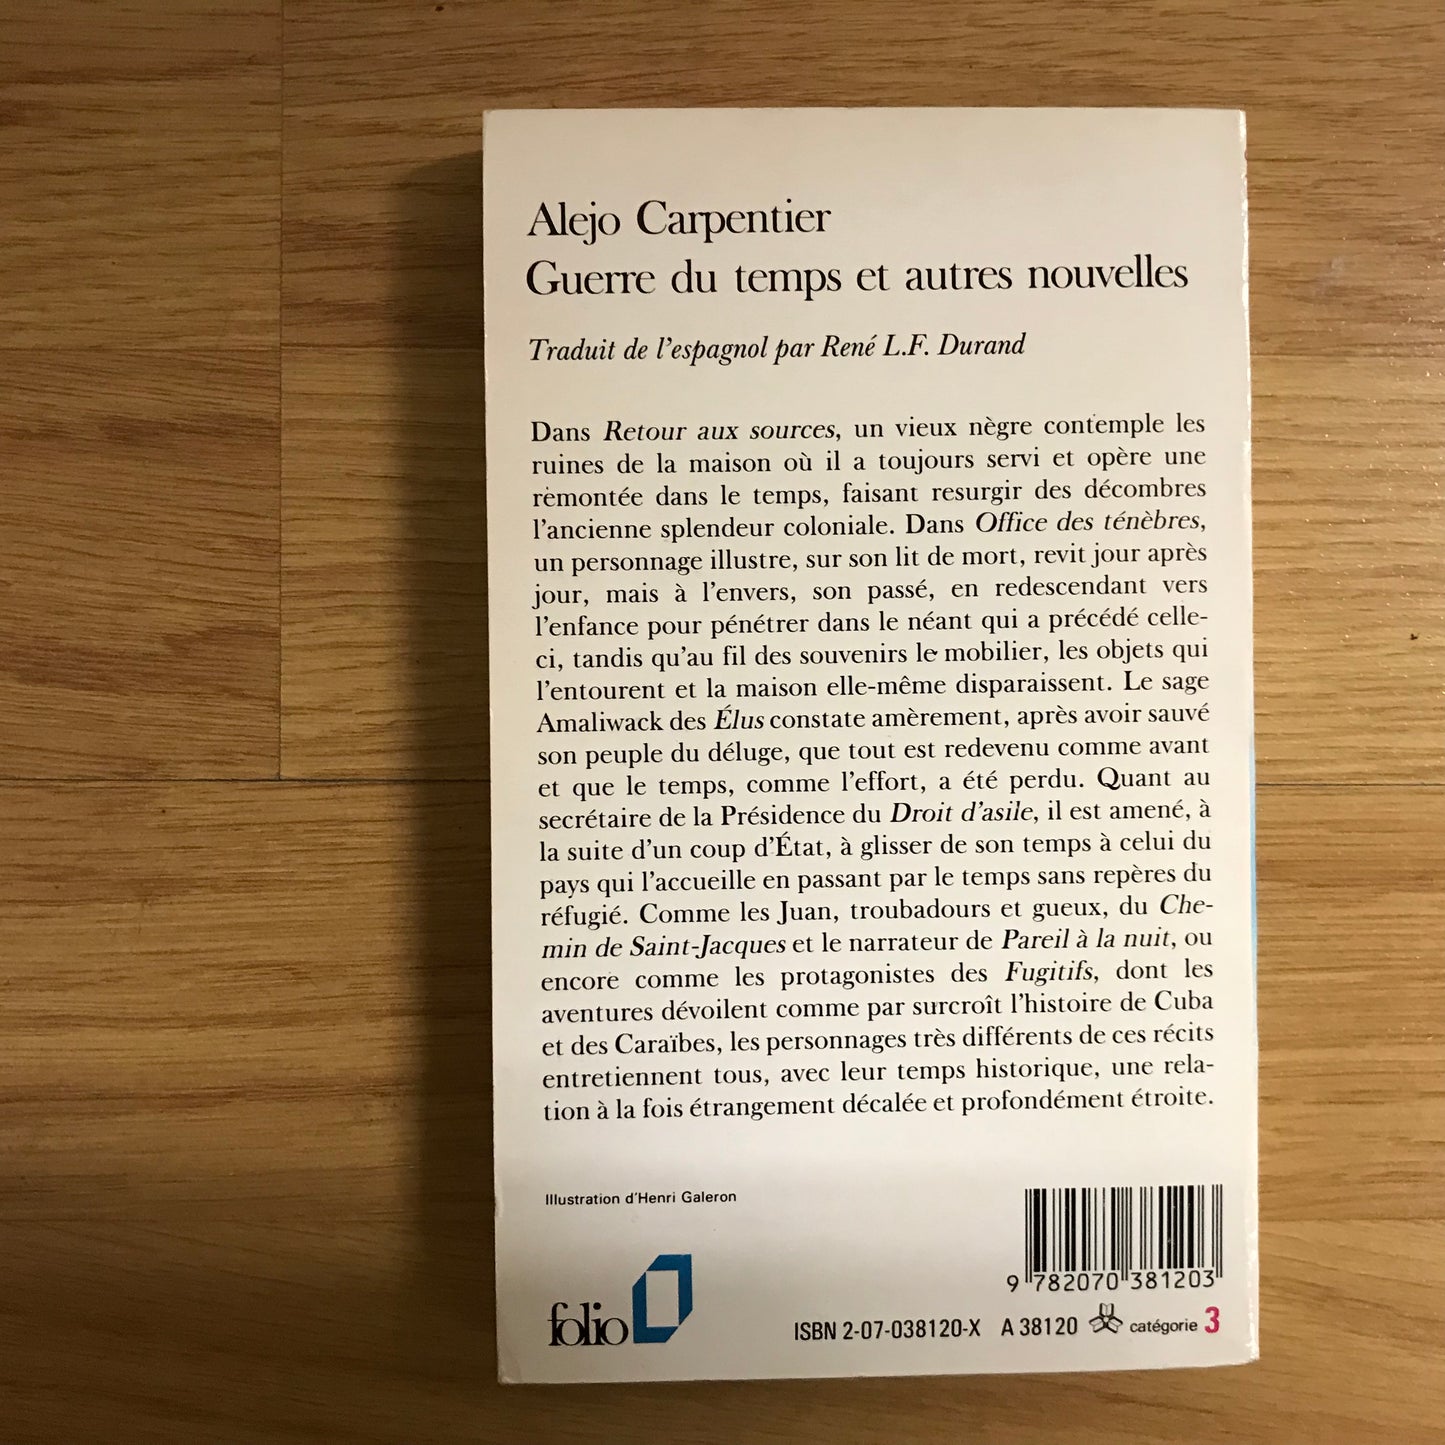 Alejo Carpentier
Guerre du temps et autres nouvelles
Traduit de l'espagnol par René L.F. Durand
Dans Retour aux sources, un vieux nègre contemple les
ruines de la maison où il a toujours servi et opère une
remontée dans le temps, faisant resurgir des décombres
l'ancienne splendeur coloniale. Dans Office des ténèbres,
un personnage illustre, sur son lit de mort, revit jour après
jour, mais à l'envers, son passé, en redescendant vers
l'enfance pour pénétrer dans le néant qui a précédé celle-
ci, tandis qu'au fil des souvenirs le mobilier, les objets qui
l'entourent et la maison elle-même disparaissent. Le sage
Amaliwack des Élus constate amèrement, après avoir sauvé
son peuple du déluge, que tout est redevenu comme avant
et que le temps, comme l'effort, a été perdu. Quant au
secrétaire de la Présidence du Droit d'asile, il est amené, à
la suite d'un coup d'État, à glisser de son temps à celui du
pays qui l'accueille en passant par le temps sans repères du
réfugié. Comme les Juan, troubadours et gueux, du Che-
min de Saint-Jacques et le narrateur de Pareil à la nuit, ou
encore comme les protagonistes des Fugitifs, dont les
aventures dévoilent comme par surcroît l'histoire de Cuba
et des Caraïbes, les personnages très différents de ces récits
entretiennent tous, avec leur temps historique, une rela-
tion à la fois étrangement décalée et profondément étroite.
Illustration d'Henri Galeron
9 782070 381203
folio
ISBN 2-07-038120-X A 38120 catégorie 3